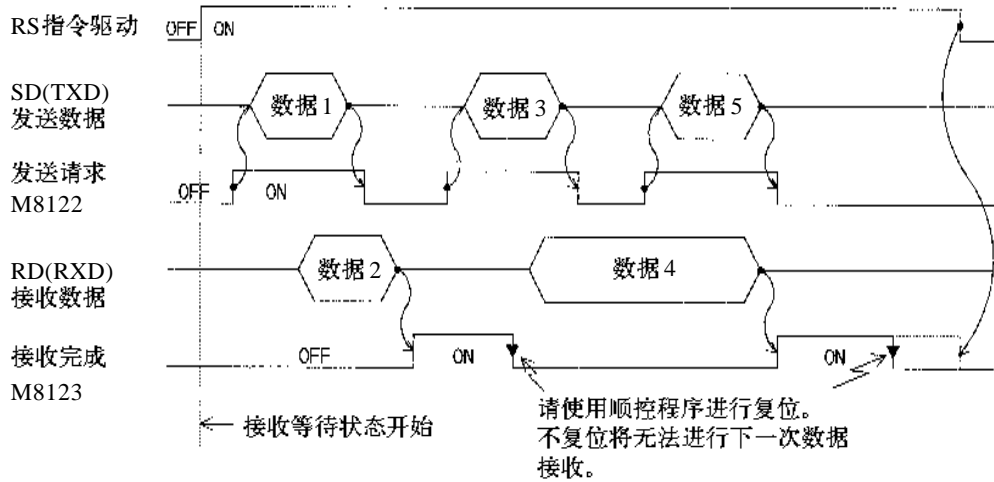 RS指令驱动
OFF
ON
SD(TXD)
发送数据
数据1
数据3
数据5
发送请求
M8122
OFF
ON
RD(RXD)
接收数据
数据2
数据4
接收完成
M8123
OFF
ON
ON
接收等待状态开始
请使用顺控程序进行复位。
不复位将无法进行下一次数据
接收。